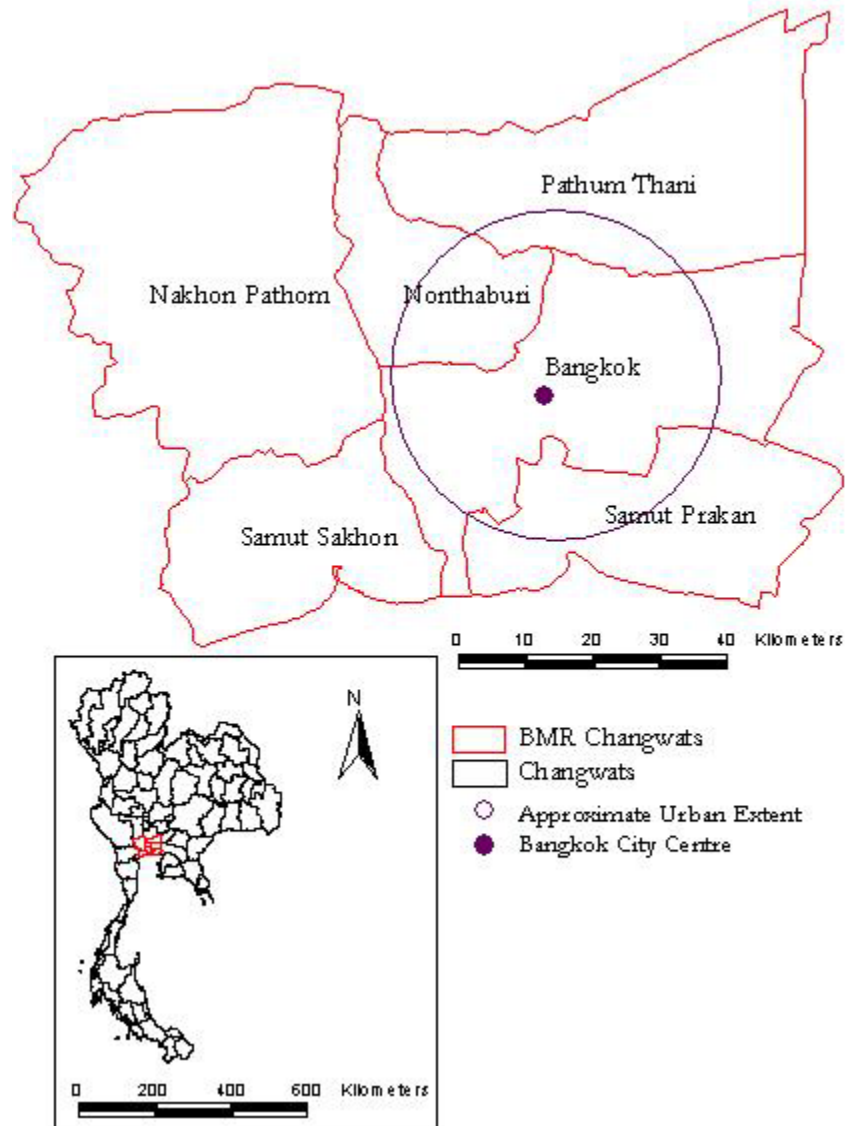 Pathum Thani
Nakhon Pathom
Nonthaburi
Bangkok
Samut Prakan
Samut Sakhon
0 10 20 30 40 Kilometers
N
BMR Changwats
Changwats
Approximate Urban Extent
Bangkok City Centre
0 200 400 600 Kilometers